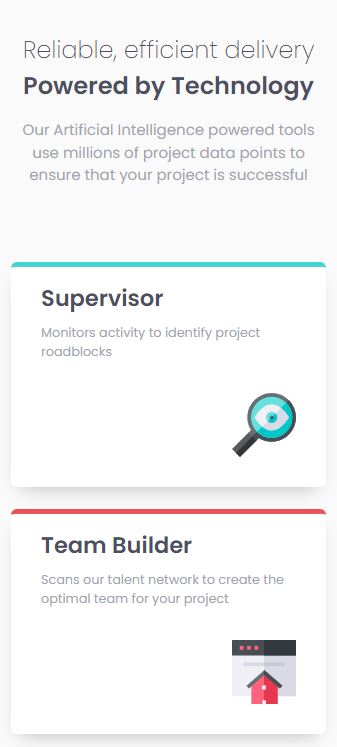 Reliable, efficient delivery
Powered by Technology
Our Artificial Intelligence powered tools
use millions of project data points to
ensure that your project is successful
Supervisor
Monitors activity to identify project
roadblocks
Team Builder
Scans our talent network to create the
optimal team for your project